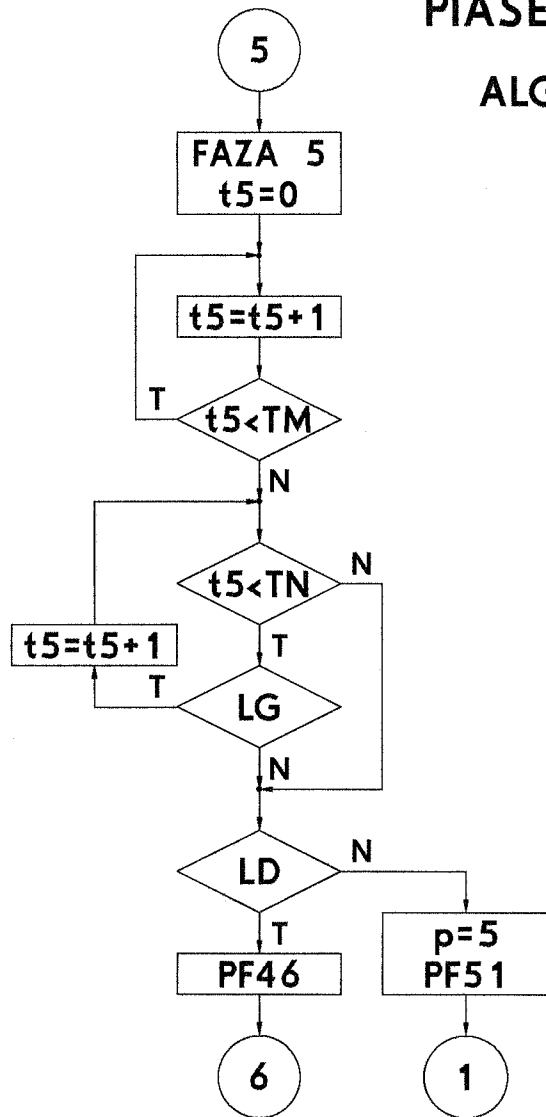 PIASE
5
ALG
FAZA 5
t5=0
t5=t5+1
T
t5<TM
N
t5<TN
N
t5=t5+1
T
T
LG
N
LD
N
T
p=5
PF46
PF51
6
1